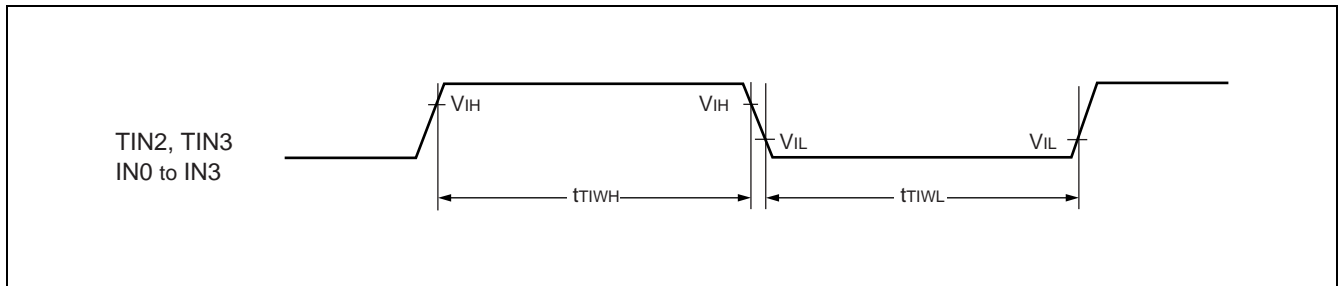 TIN2, TIN3
IN0 to IN3
VIH
VIH
VIL
VIL
tTIWH
tTIWL